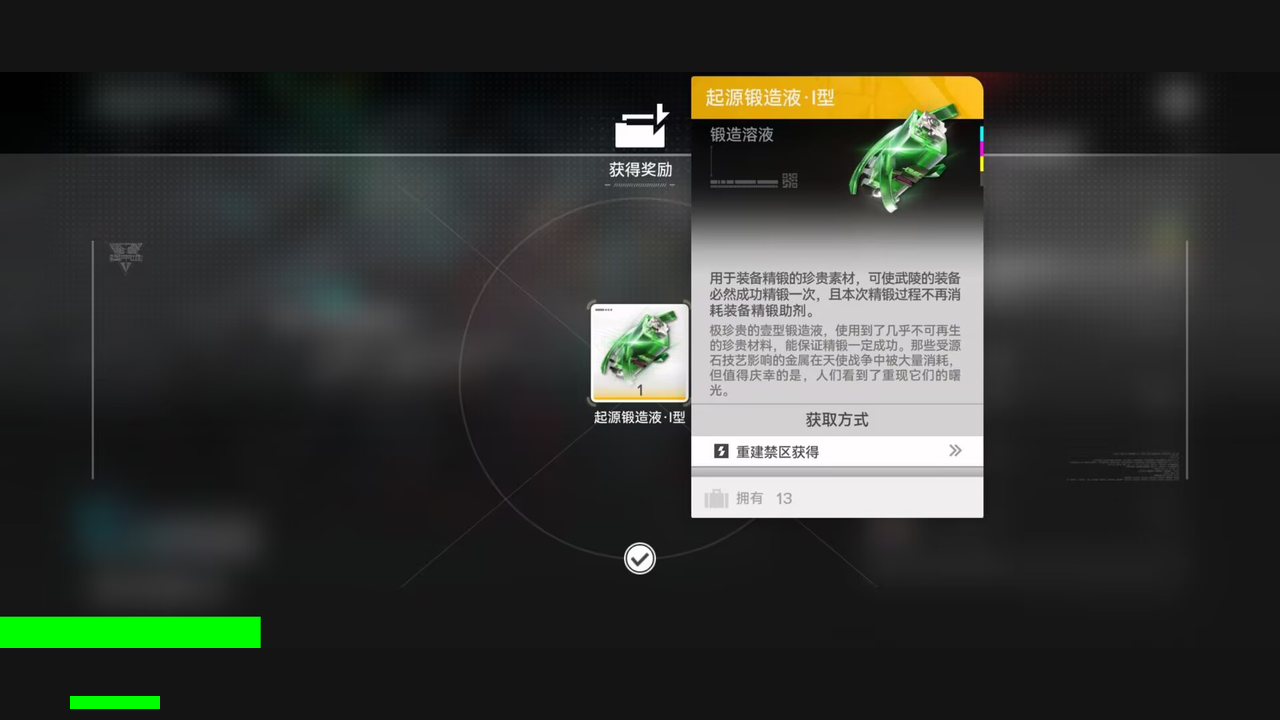 获得奖励
1
起源锻造液·I型
起源锻造液·I型
锻造溶液
用于装备精锻的珍贵素材，可使武陵的装备
必然成功精锻一次，且本次精锻过程不再消
耗装备精锻助剂。
极珍贵的壹型锻造液，使用到了几乎不可再生
的珍贵材料，能保证精锻一定成功。那些受源
石技艺影响的金属在天使战争中被大量消耗，
但值得庆幸的是，人们看到了重现它们的曙
光。
获取方式
重建禁区获得
拥有 13